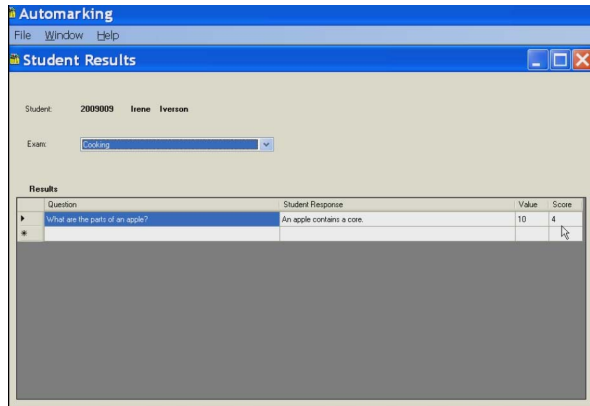 Automarking
File Window Help
Student Results
Student: 2009009 Irene Iverson
Exam: Cooking
Results
Question Student Response Value Score
What are the parts of an apple? An apple contains a core. 10 4